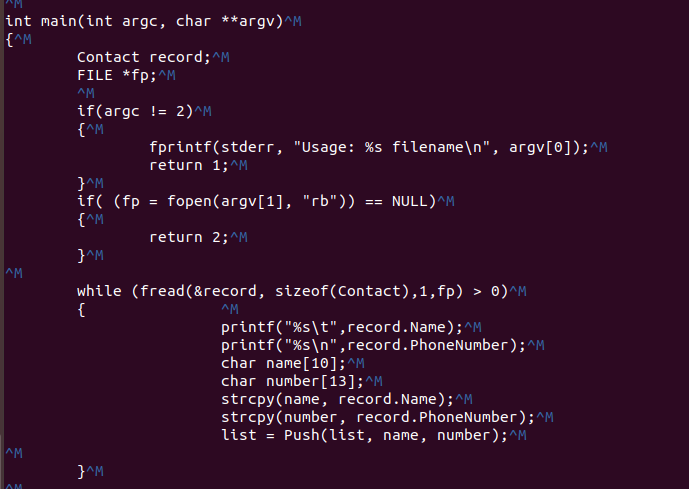 ^M
int main(int argc, char **argv)^M
{^M
        Contact record;^M
        FILE *fp;^M
        ^M
        if(argc != 2)^M
        {^M
                fprintf(stderr, "Usage: %s filename\n", argv[0]);^M
                return 1;^M
        }^M
        if( (fp = fopen(argv[1], "rb")) == NULL)^M
        {^M
                return 2;^M
        }^M
^M
        while (fread(&record, sizeof(Contact),1,fp) > 0)^M
        {               ^M
                        printf("%s\t",record.Name);^M
                        printf("%s\n",record.PhoneNumber);^M
                        char name[10];^M
                        char number[13];^M
                        strcpy(name, record.Name);^M
                        strcpy(number, record.PhoneNumber);^M
                        list = Push(list, name, number);^M
^M
        }^M
^M